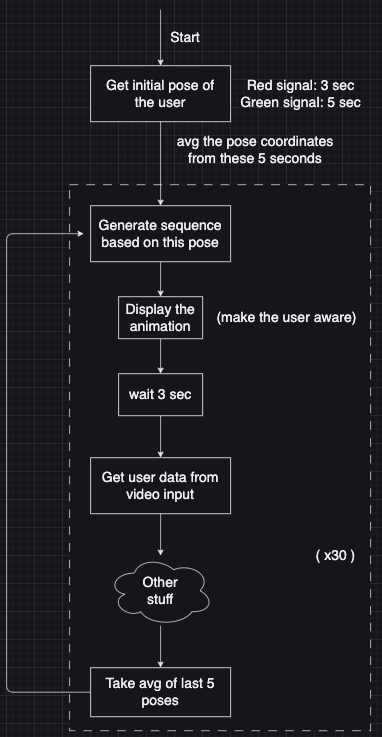 Start
Get initial pose of
the user
Red signal: 3 sec
Green signal: 5 sec
avg the pose coordinates
from these 5 seconds
Generate sequence
based on this pose
Display the
animation
(make the user aware)
wait 3 sec
Get user data from
video input
( x30 )
Other
stuff
Take avg of last 5
poses